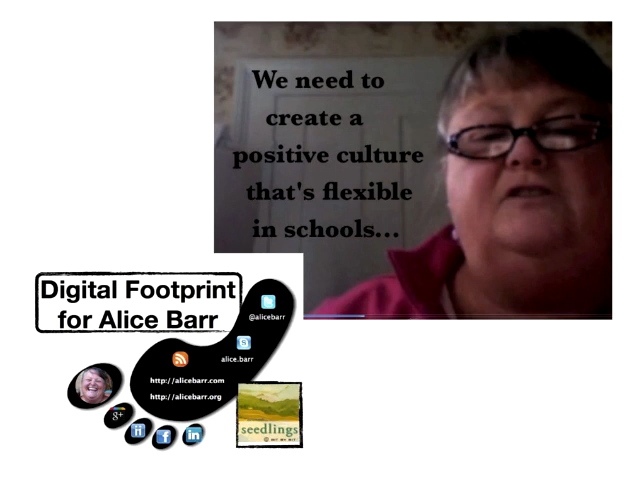 We need to
create a
positive culture
that's flexible
in schools...
Digital Footprint
for Alice Barr
@alicebarr
alice.barr
http://alicebarr.com
http://alicebarr.org
g+
f
in
seedlings